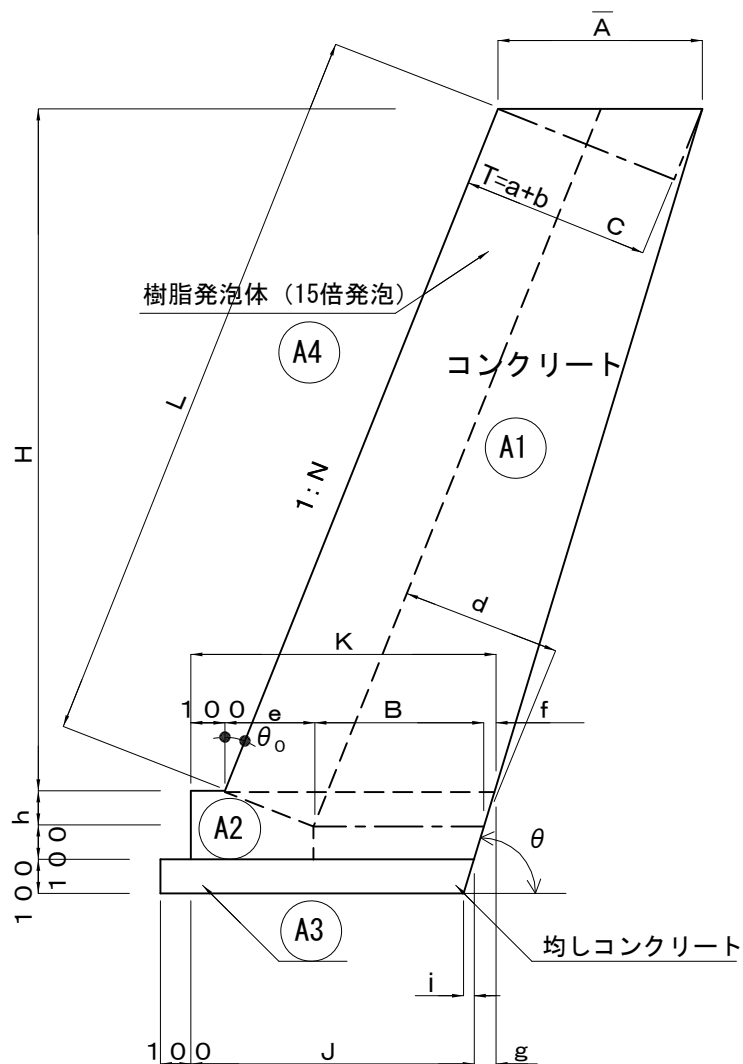 A
T=a+b
C
樹脂発泡体（15倍発泡）
A4
コンクリート
L
H
A1
1:N
d
K
100
e
B
f
θ₀
h
A2
100
100
θ
A3
均しコンクリート
i
100
J
g